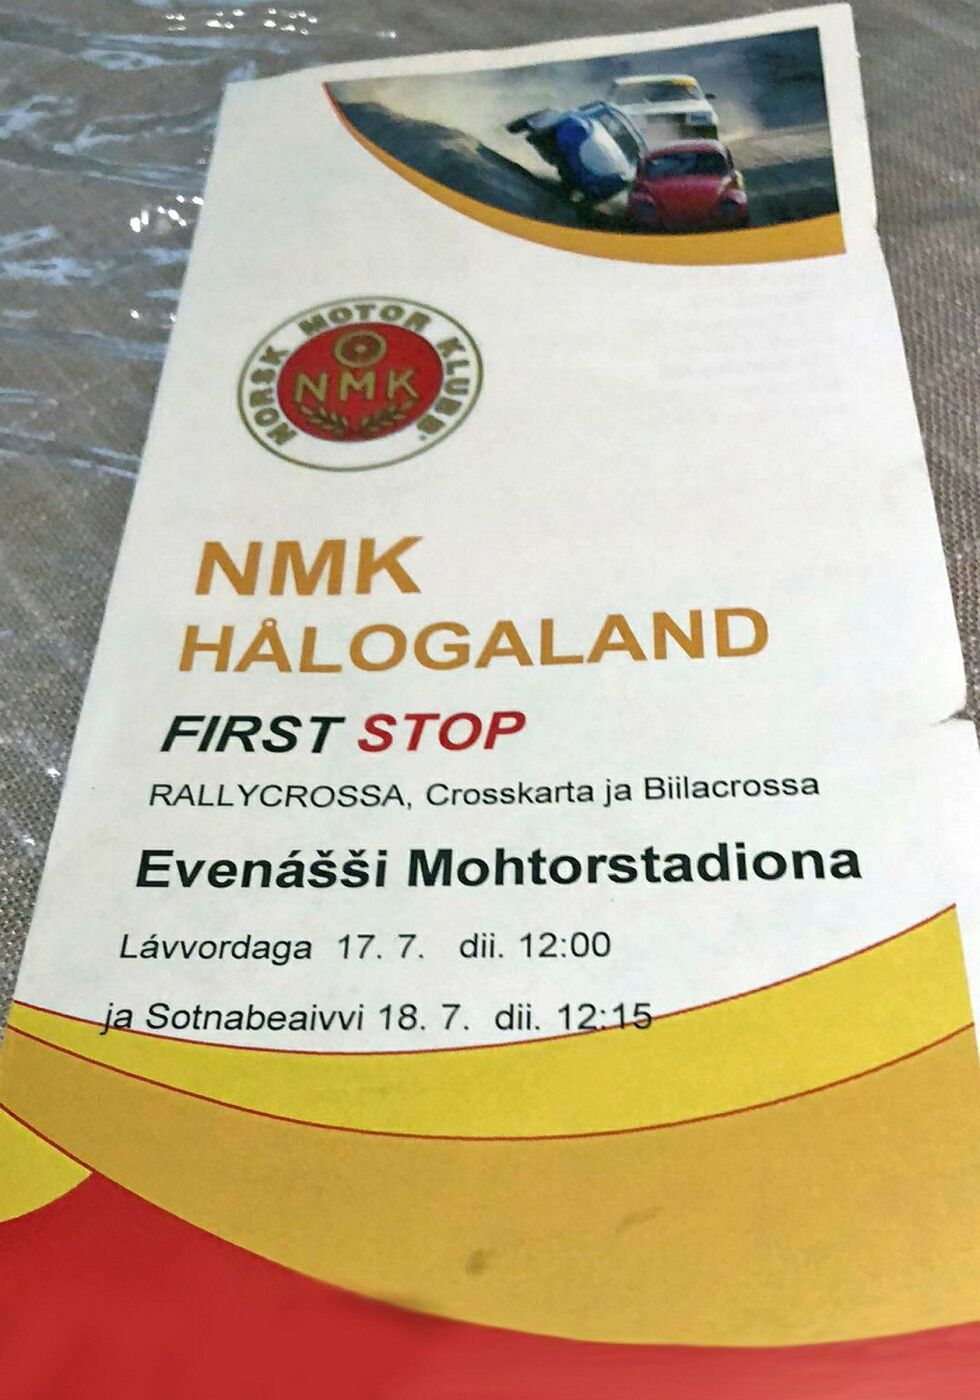 NORSK MOTOR KLUBB
NMK
NMK
HÅLOGALAND
FIRST STOP
RALLYCROSSA, Crosskarta ja Biilacrossa
Evenášši Mohtorstadiona
Lávvordaga 17. 7. dii. 12:00
ja Sotnabeaivvi 18. 7. dii. 12:15